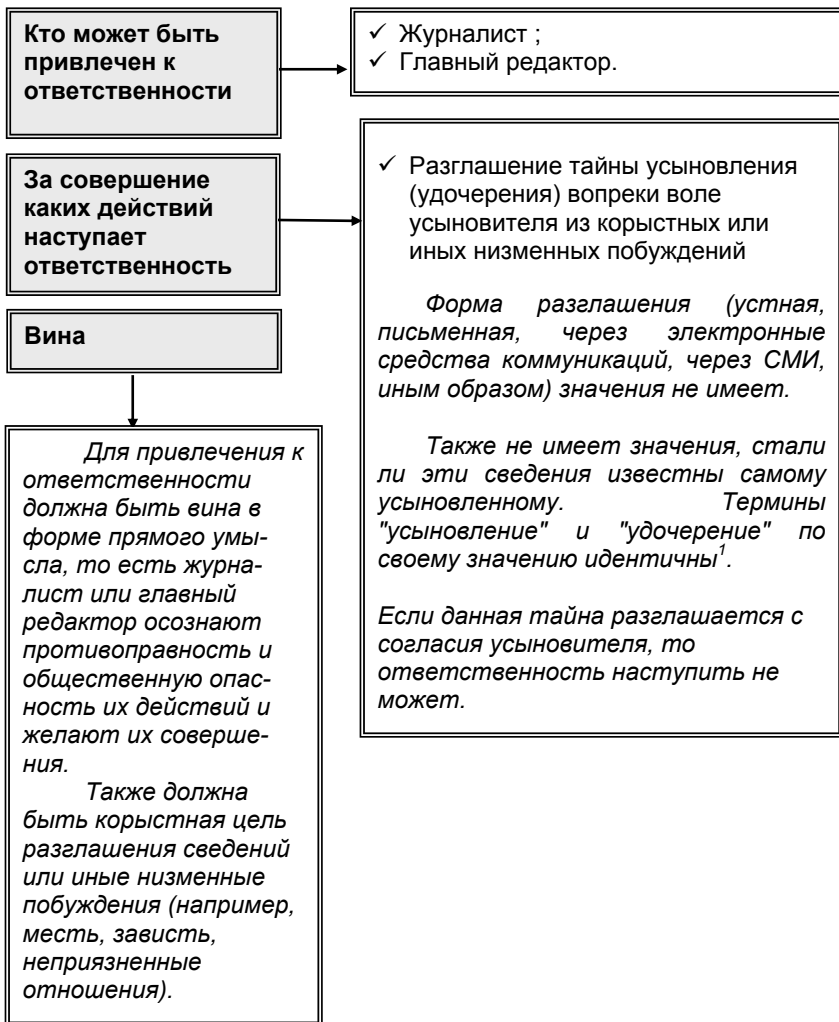 Кто может быть
привлечен к
ответственности
✓ Журналист ;
✓ Главный редактор.
За совершение
каких действий
наступает
ответственность
✓ Разглашение тайны усыновления
(удочерения) вопреки воле
усыновителя из корыстных или
иных низменных побуждений
Форма разглашения (устная,
письменная, через электронные
средства коммуникаций, через СМИ,
иным образом) значения не имеет.
Также не имеет значения, стали
ли эти сведения известны самому
усыновленному. Термины
"усыновление" и "удочерение" по
своему значению идентичны¹.
Если данная тайна разглашается с
согласия усыновителя, то
ответственность наступить не
может.
Вина
Для привлечения к
ответственности
должна быть вина в
форме прямого умы-
сла, то есть журна-
лист или главный
редактор осознают
противоправность и
общественную опас-
ность их действий и
желают их соверше-
ния.
Также должна
быть корыстная цель
разглашения сведений
или иные низменные
побуждения (например,
месть, зависть,
неприязненные
отношения).